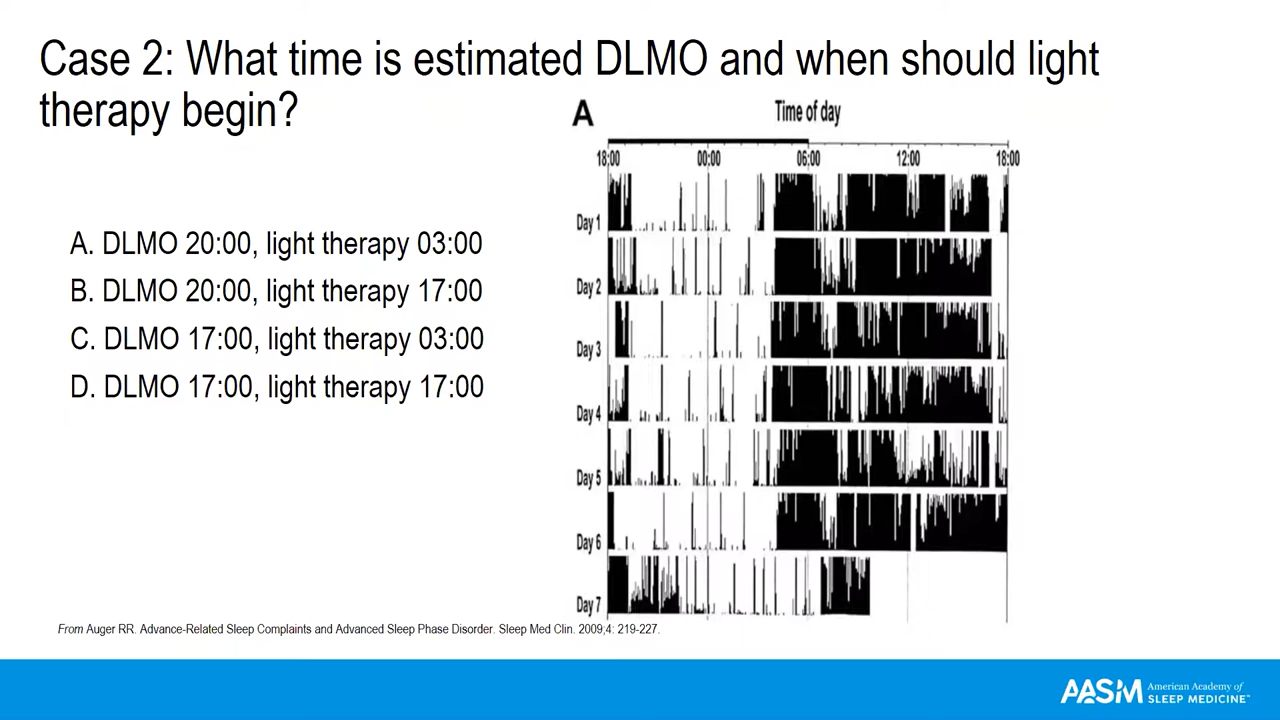 Case 2: What time is estimated DLMO and when should light
therapy begin?
A. DLMO 20:00, light therapy 03:00
B. DLMO 20:00, light therapy 17:00
C. DLMO 17:00, light therapy 03:00
D. DLMO 17:00, light therapy 17:00
A
Time of day
18:00 00:00 06:00 12:00 18:00
Day 1
Day 2
Day 3
Day 4
Day 5
Day 6
Day 7
From Auger RR. Advance-Related Sleep Complaints and Advanced Sleep Phase Disorder. Sleep Med Clin. 2009;4: 219-227.
AASM American Academy of
SLEEP MEDICINE™